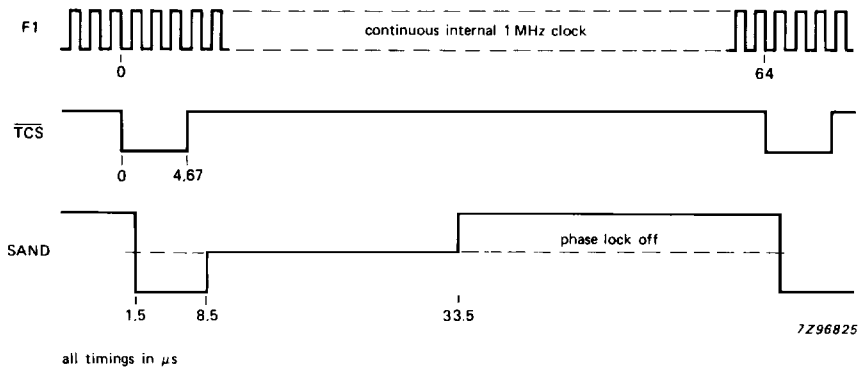 F1
continuous internal 1 MHz clock
0
64
TCS
0
4,67
SAND
phase lock off
1.5
8.5
33.5
7Z96825
all timings in μs